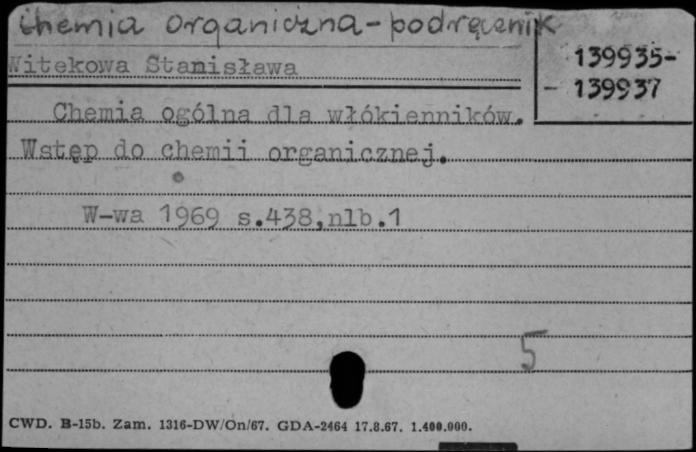 Chemia organiczna - podręcznik
139935-
- 139937
Witekowa Stanisława
Chemia ogólna dla włókienników.
Wstęp do chemii organicznej.
W-wa 1969 s.438,nlb.1
5
CWD. B-15b. Zam. 1316-DW/On/67. GDA-2464 17.8.67. 1.400.000.